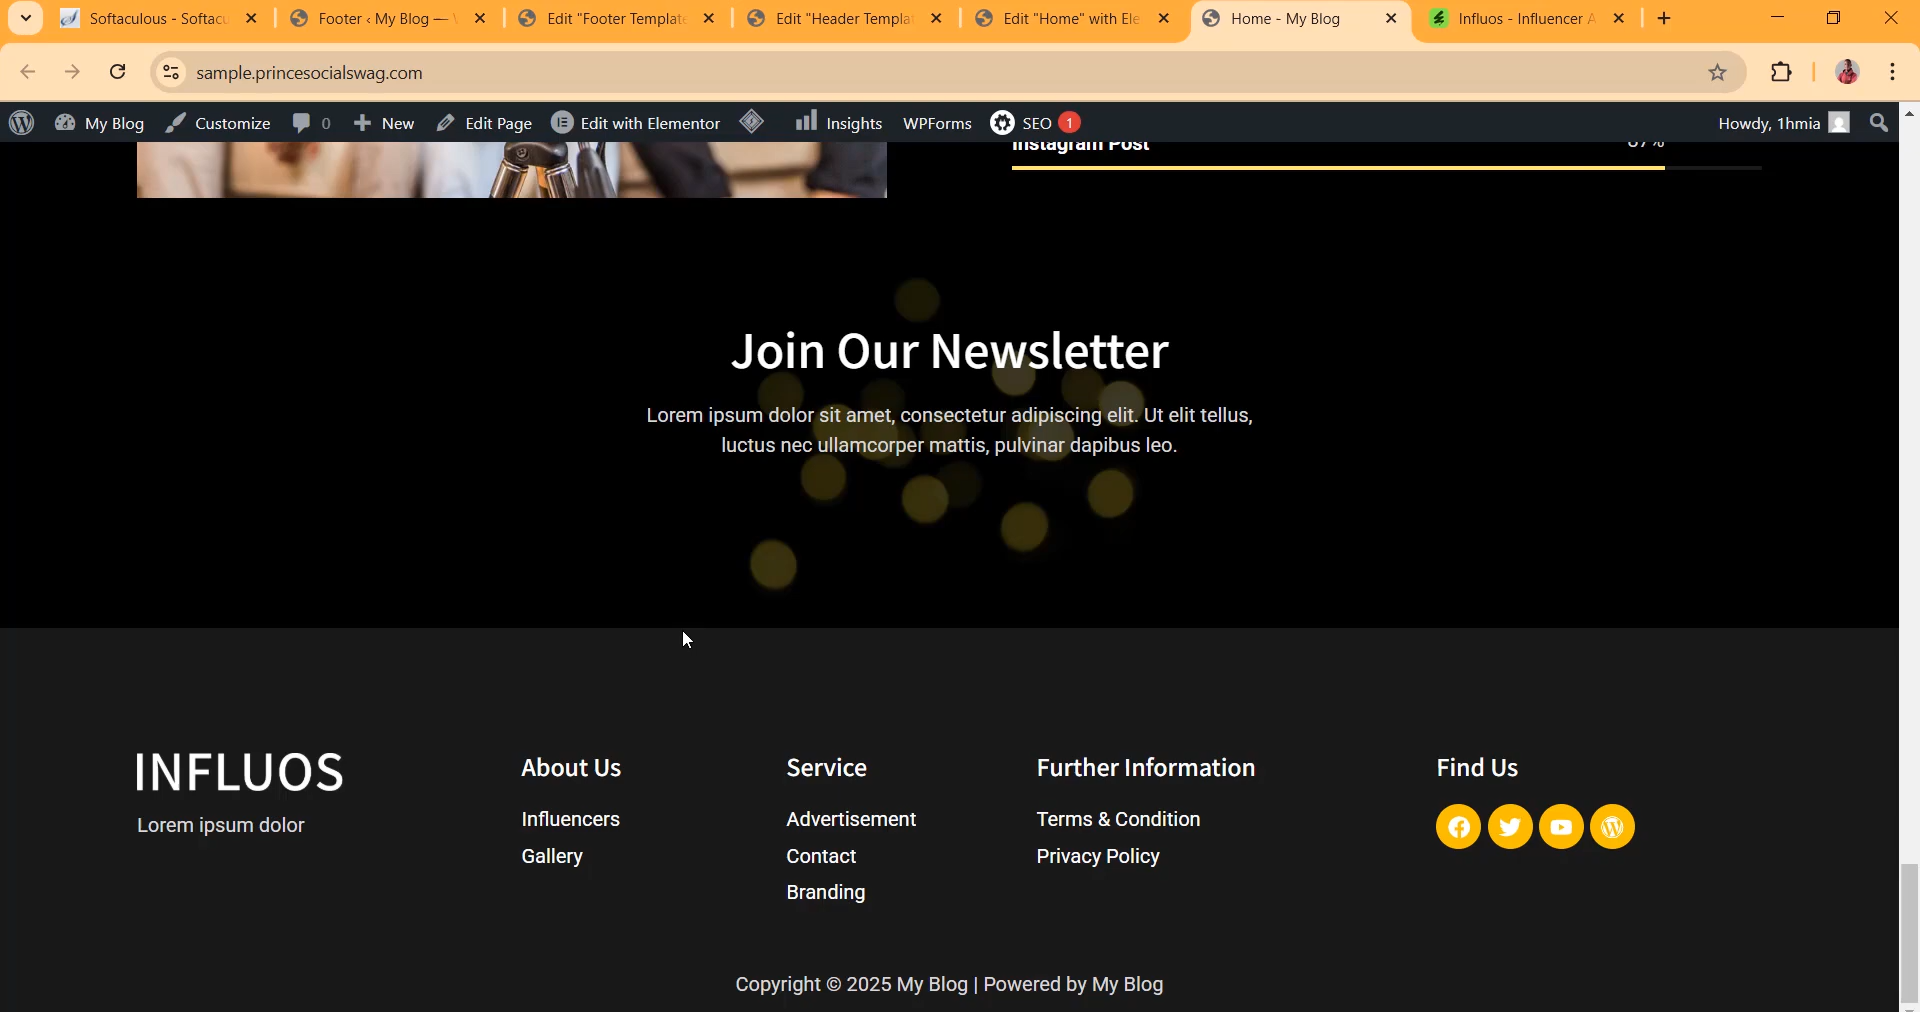 Softaculous - Softacu
Footer ‹ My Blog —
Edit "Footer Template
Edit "Header Templa
Edit "Home" with Ele
Home - My Blog
Influos - Influencer A
sample.princesocialswag.com
My Blog
Customize
0
New
Edit Page
Edit with Elementor
Insights
WPForms
SEO 1
Howdy, 1hmia
Instagram Post
87%
Join Our Newsletter
Lorem ipsum dolor sit amet, consectetur adipiscing elit. Ut elit tellus,
luctus nec ullamcorper mattis, pulvinar dapibus leo.
INFLUOS
Lorem ipsum dolor
About Us
Influencers
Gallery
Service
Advertisement
Contact
Branding
Further Information
Terms & Condition
Privacy Policy
Find Us
Copyright © 2025 My Blog | Powered by My Blog